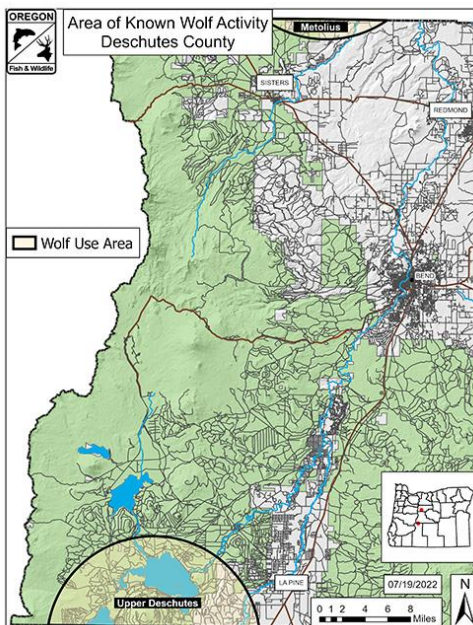 OREGON
Fish & Wildlife
Area of Known Wolf Activity
Deschutes County
Metolius
SISTERS
REDMOND
Wolf Use Area
BEND
Upper Deschutes
LA PINE
07/19/2022
N
0 1 2 4 6 8
Miles